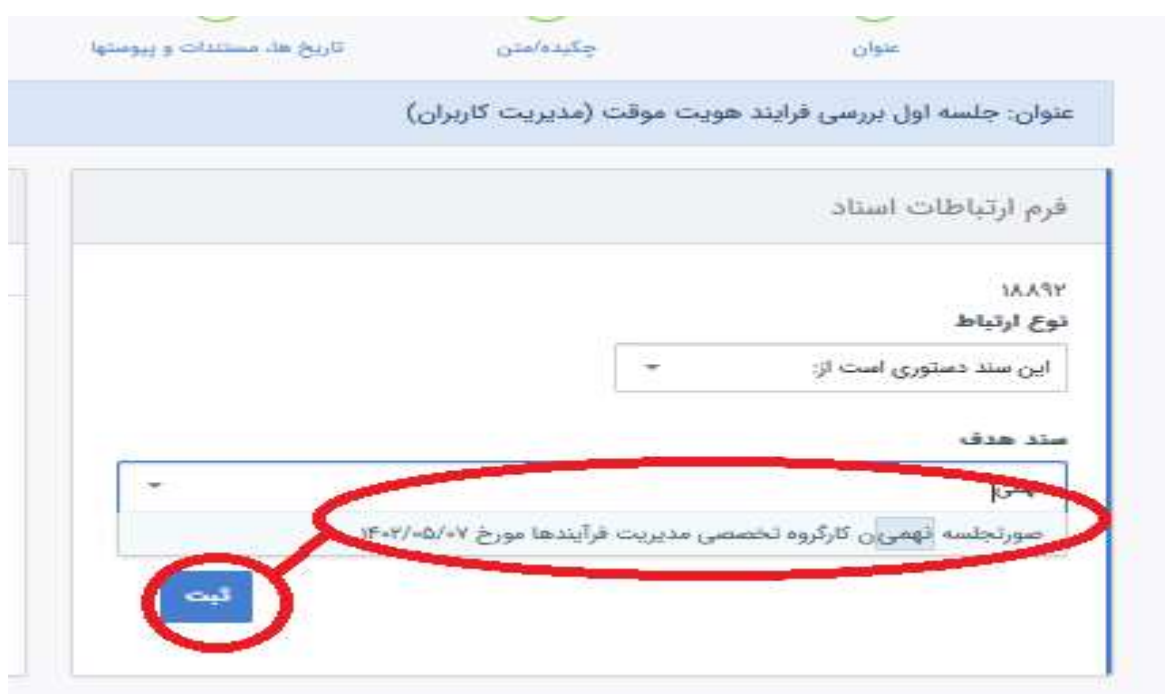 عنوان چکیده/متن تاریخ ها، مستندات و پیوستها
عنوان: جلسه اول بررسی فرایند هویت موقت (مدیریت کاربران)
فرم ارتباطات اسناد
۱۸۸۹۲
نوع ارتباط
این سند دستوری است از:
سند هدف
نهمی
صورتجلسه نهمین کارگروه تخصصی مدیریت فرآیندها مورخ ۱۴۰۲/۰۵/۰۷
ثبت